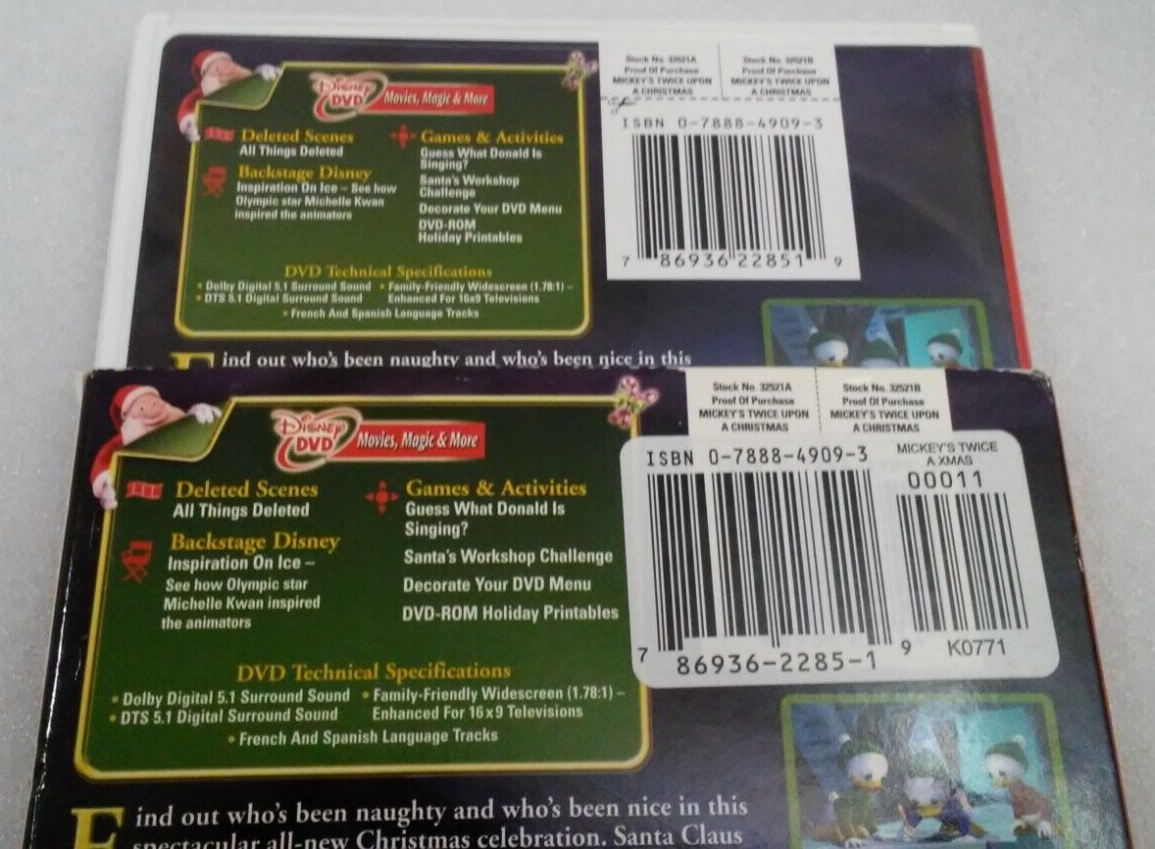 Disney
DVD
Movies, Magic & More
Deleted Scenes
All Things Deleted
Backstage Disney
Inspiration On Ice – See how
Olympic star Michelle Kwan
inspired the animators
Games & Activities
Guess What Donald Is
Singing?
Santa's Workshop
Challenge
Decorate Your DVD Menu
DVD-ROM
Holiday Printables
DVD Technical Specifications
• Dolby Digital 5.1 Surround Sound
• DTS 5.1 Digital Surround Sound
• Family-Friendly Widescreen (1.78:1) –
Enhanced For 16x9 Televisions
• French And Spanish Language Tracks
Stock No. 32521A
Proof Of Purchase
MICKEY'S TWICE UPON
A CHRISTMAS
Stock No. 32521B
Proof Of Purchase
MICKEY'S TWICE UPON
A CHRISTMAS
ISBN 0-7888-4909-3
7 86936 22851 9
Find out who's been naughty and who's been nice in this
Disney
DVD
Movies, Magic & More
Deleted Scenes
All Things Deleted
Backstage Disney
Inspiration On Ice –
See how Olympic star
Michelle Kwan inspired
the animators
Games & Activities
Guess What Donald Is
Singing?
Santa's Workshop Challenge
Decorate Your DVD Menu
DVD-ROM Holiday Printables
DVD Technical Specifications
• Dolby Digital 5.1 Surround Sound
• DTS 5.1 Digital Surround Sound
• Family-Friendly Widescreen (1.78:1) –
Enhanced For 16x9 Televisions
• French And Spanish Language Tracks
Stock No. 32521A
Proof Of Purchase
MICKEY'S TWICE UPON
A CHRISTMAS
Stock No. 32521B
Proof Of Purchase
MICKEY'S TWICE UPON
A CHRISTMAS
ISBN 0-7888-4909-3
MICKEY'S TWICE
A XMAS
00011
7 86936-2285-1 9
K0771
Find out who's been naughty and who's been nice in this
spectacular all-new Christmas celebration. Santa Claus